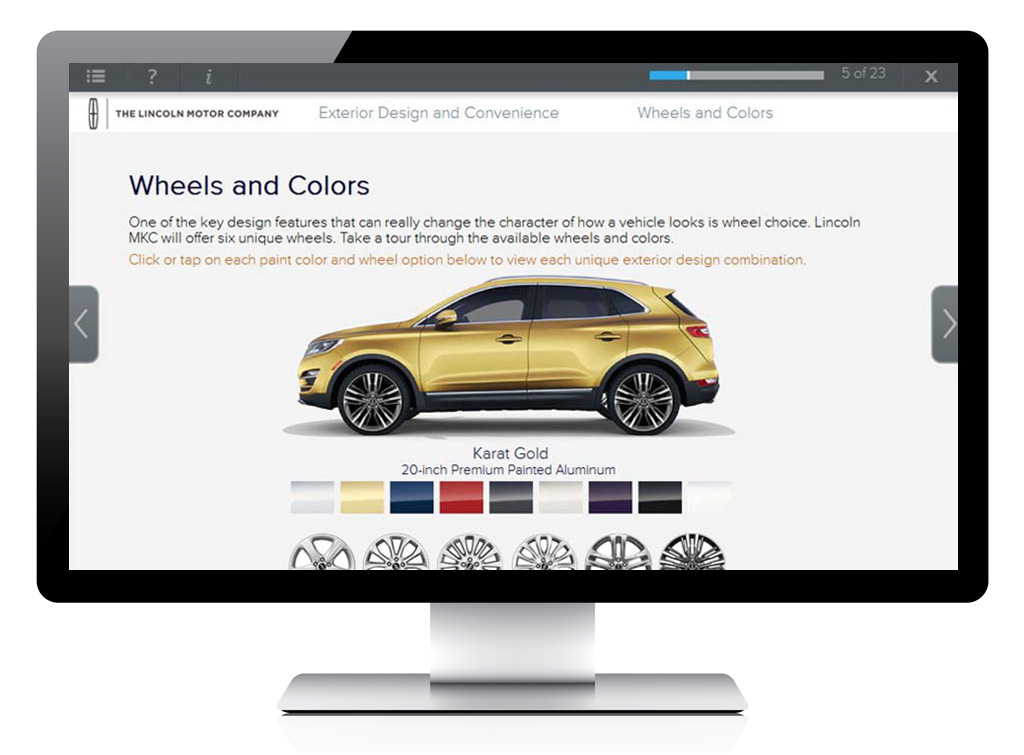 ? i 5 of 23 X
THE LINCOLN MOTOR COMPANY Exterior Design and Convenience Wheels and Colors
Wheels and Colors
One of the key design features that can really change the character of how a vehicle looks is wheel choice. Lincoln
MKC will offer six unique wheels. Take a tour through the available wheels and colors.
Click or tap on each paint color and wheel option below to view each unique exterior design combination.
Karat Gold
20-inch Premium Painted Aluminum